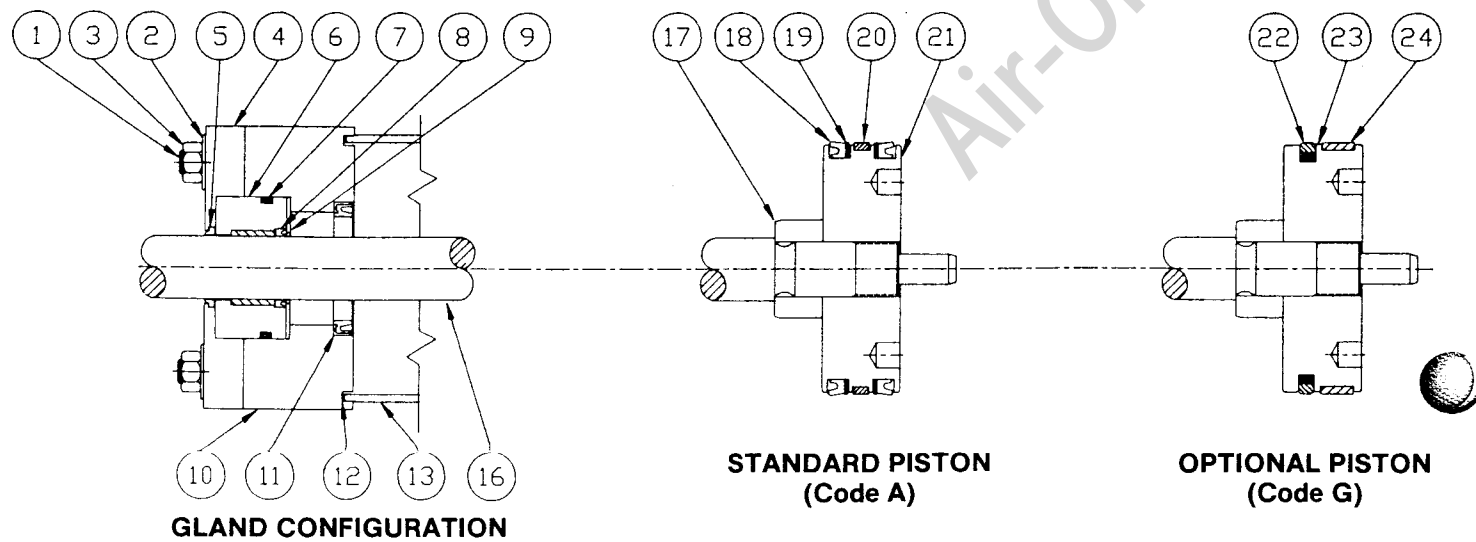 1 3 2 5 4 6 7 8 9 17 18 19 20 21 22 23 24
Air-O
10 11 12 13 16
STANDARD PISTON
(Code A)
OPTIONAL PISTON
(Code G)
GLAND CONFIGURATION